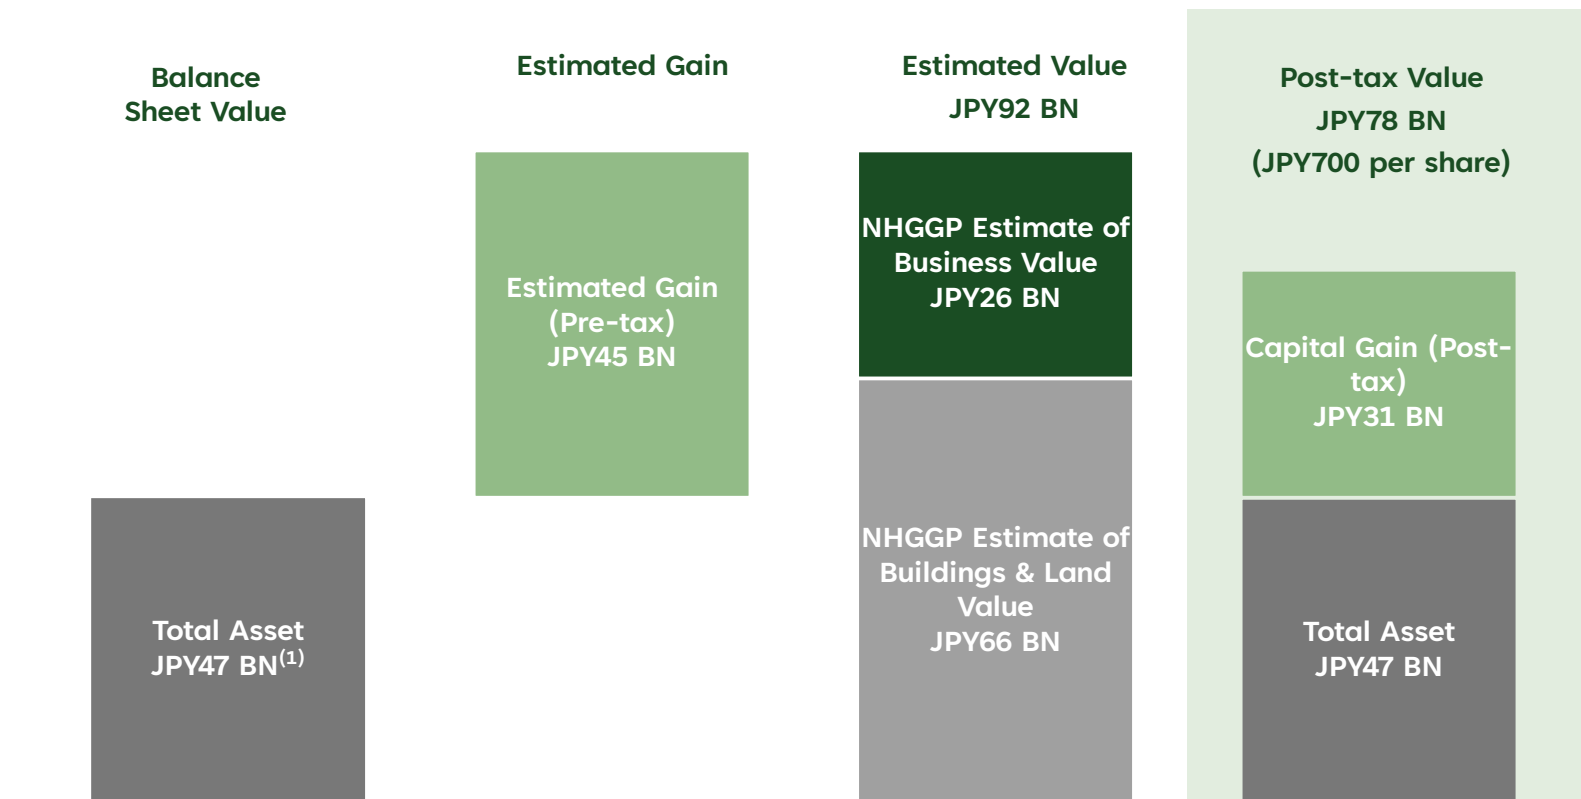 Balance
Sheet Value
Total Asset
JPY47 BN(1)
Estimated Gain
Estimated Gain
(Pre-tax)
JPY45 BN
Estimated Value
JPY92 BN
NHGGP Estimate of
Business Value
JPY26 BN
NHGGP Estimate of
Buildings & Land
Value
JPY66 BN
Post-tax Value
JPY78 BN
(JPY700 per share)
Capital Gain (Post-
tax)
JPY31 BN
Total Asset
JPY47 BN